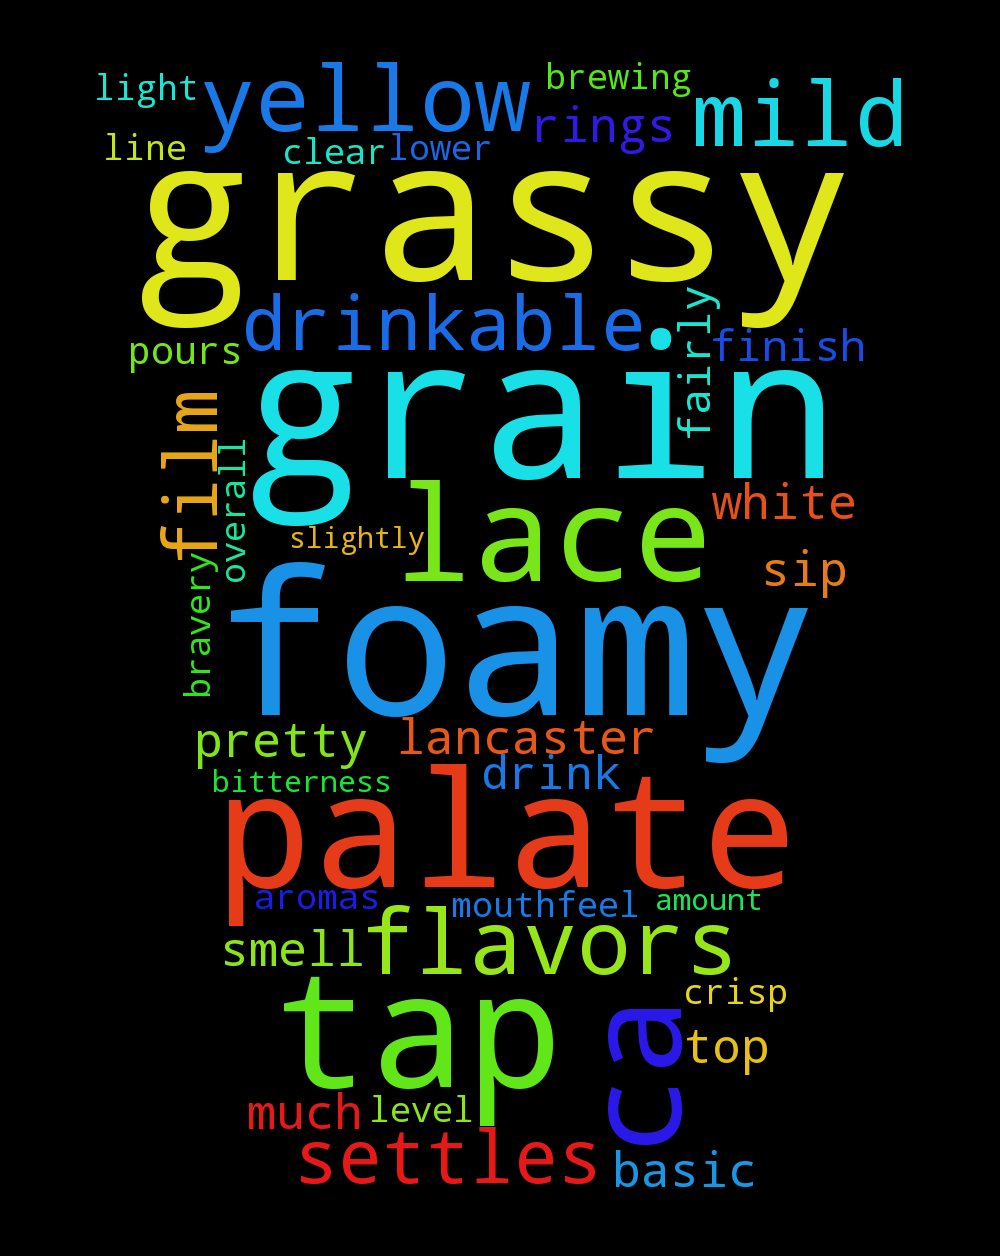 light yellow brewing rings mild
line clear lower
grassy
drinkable fairly finish
pours
grain
film overall
lace white
slightly sip
foamy
bravery
pretty lancaster
bitterness drink
palate
aromas mouthfeel amount
smell flavors
tap ca crisp
top
much level
settles basic